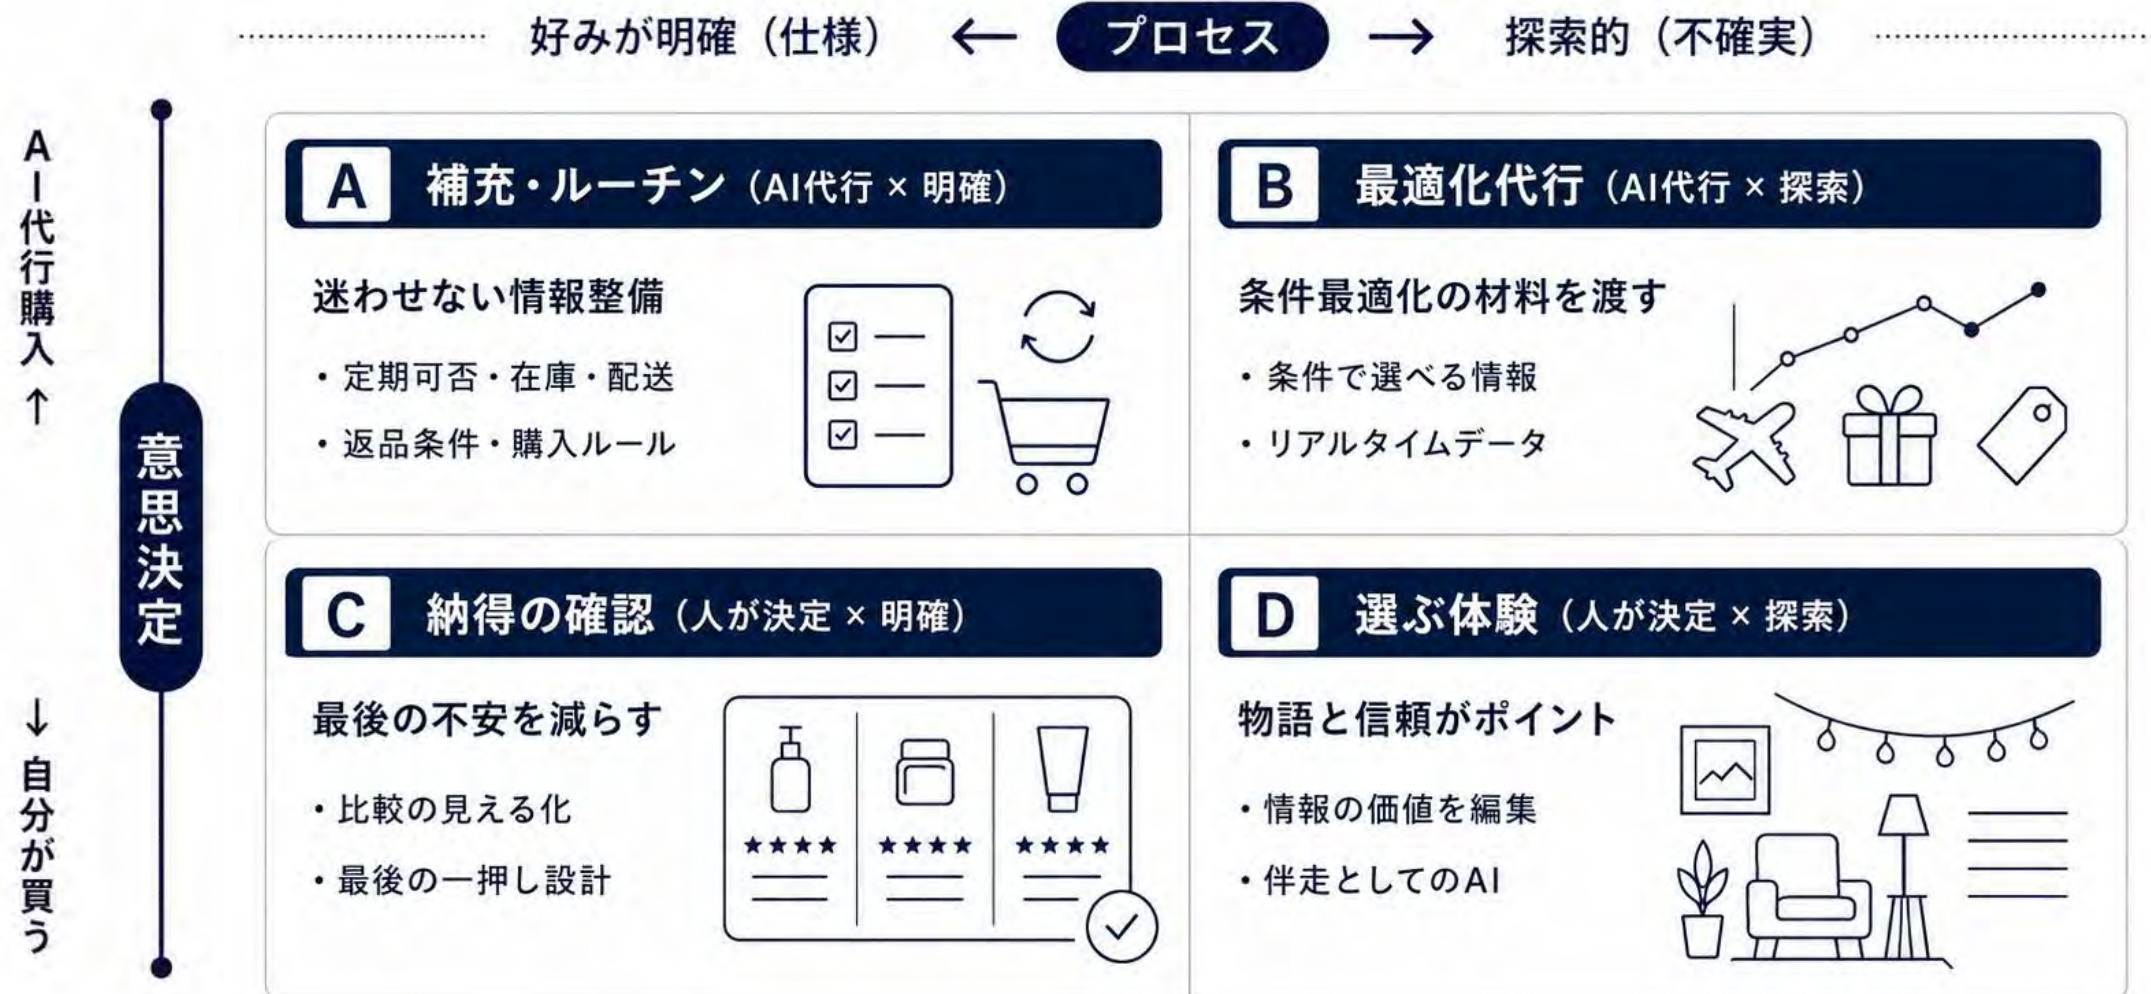 好みが明確（仕様） ← プロセス → 探索的（不確実）
AI代行購入 ↑
意思決定
↓ 自分が買う
A 補充・ルーチン（AI代行 × 明確）
迷わせない情報整備
・定期可否・在庫・配送
・返品条件・購入ルール
B 最適化代行（AI代行 × 探索）
条件最適化の材料を渡す
・条件で選べる情報
・リアルタイムデータ
C 納得の確認（人が決定 × 明確）
最後の不安を減らす
・比較の見える化
・最後の一押し設計
★★★★ ★★★★ ★★★★
D 選ぶ体験（人が決定 × 探索）
物語と信頼がポイント
・情報の価値を編集
・伴走としてのAI